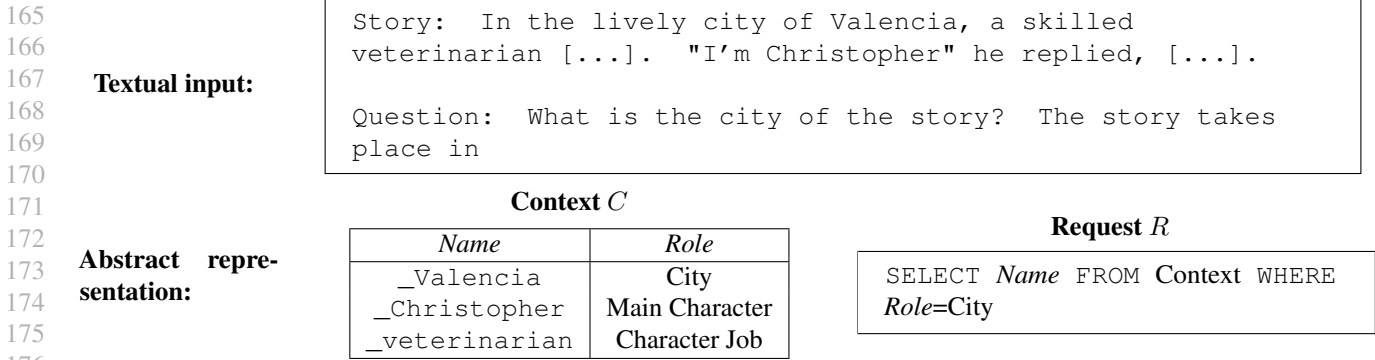 165
166
167
168
169
170
171
172
173
174
175
Textual input:
Story: In the lively city of Valencia, a skilled
veterinarian [...]. "I'm Christopher" he replied, [...].
Question: What is the city of the story? The story takes
place in
Abstract repre-
sentation:
Context C
Name Role
_Valencia City
_Christopher Main Character
_veterinarian Character Job
Request R
SELECT Name FROM Context WHERE
Role=City